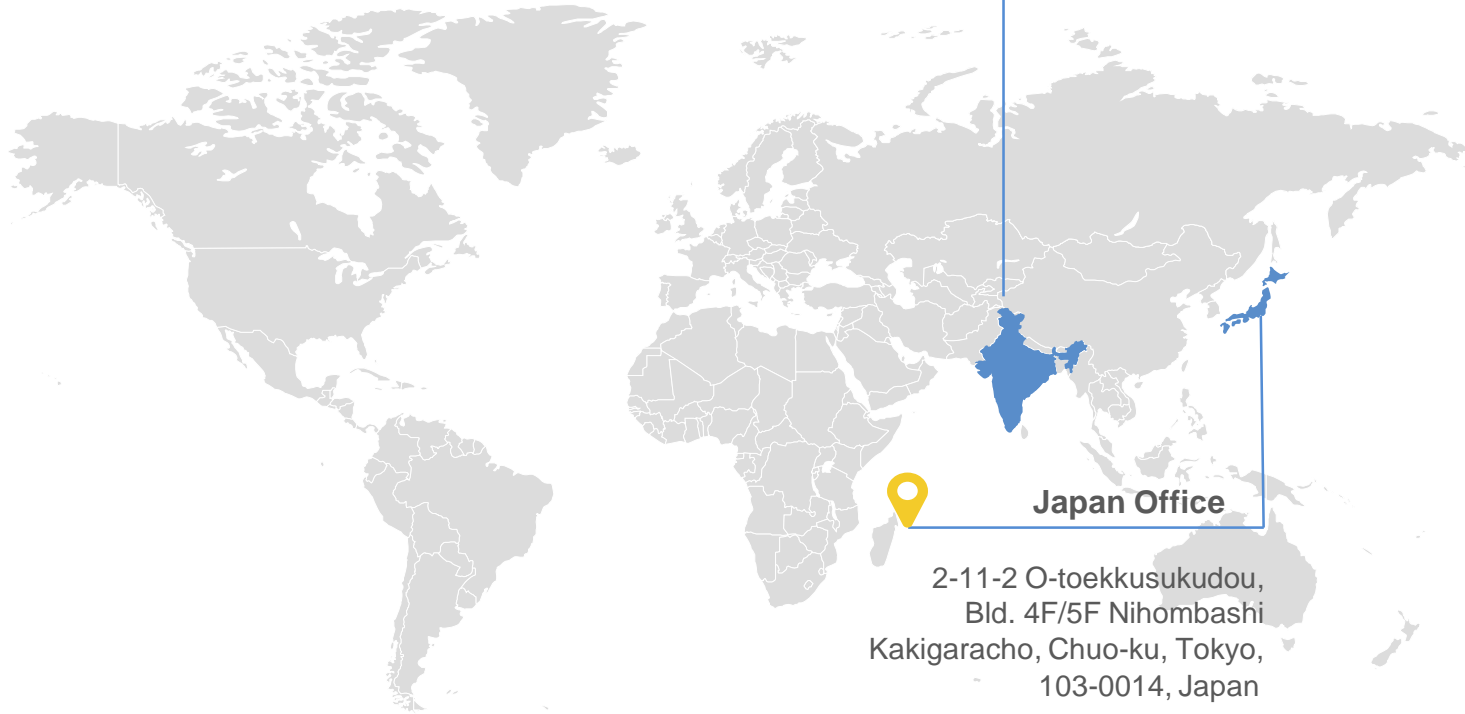 Japan Office
2-11-2 O-toekkusukudou,
Bld. 4F/5F Nihombashi
Kakigaracho, Chuo-ku, Tokyo,
103-0014, Japan